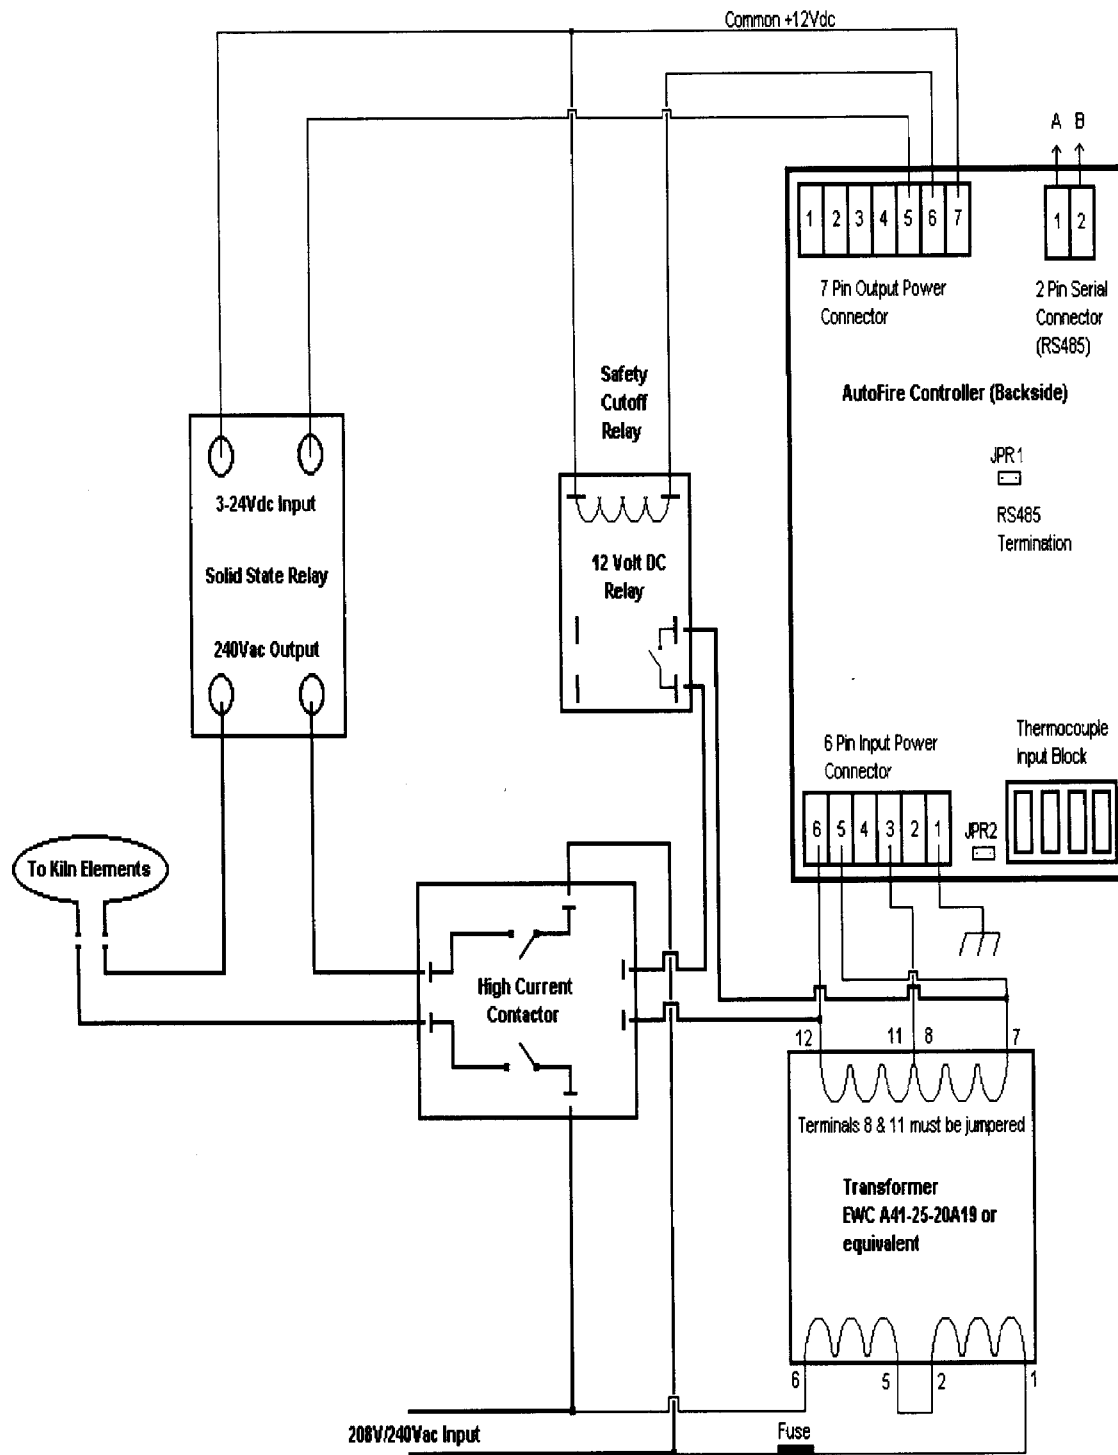 Common +12Vdc
A B
1 2 3 4 5 6 7
1 2
7 Pin Output Power
Connector
2 Pin Serial
Connector
(RS485)
Safety
Cutoff
Relay
AutoFire Controller (Backside)
JPR1
RS485
Termination
3-24Vdc Input
Solid State Relay
240Vac Output
12 Volt DC
Relay
6 Pin Input Power
Connector
Thermocouple
Input Block
6 5 4 3 2 1
JPR2
To Kiln Elements
High Current
Contactor
12 11 8 7
Terminals 8 & 11 must be jumpered
Transformer
EWC A41-25-20A19 or
equivalent
6 5 2 1
208V/240Vac Input
Fuse